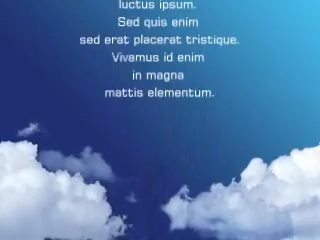 luctus ipsum.
Sed quis enim
sed erat placerat tristique.
Vivamus id enim
in magna
mattis elementum.